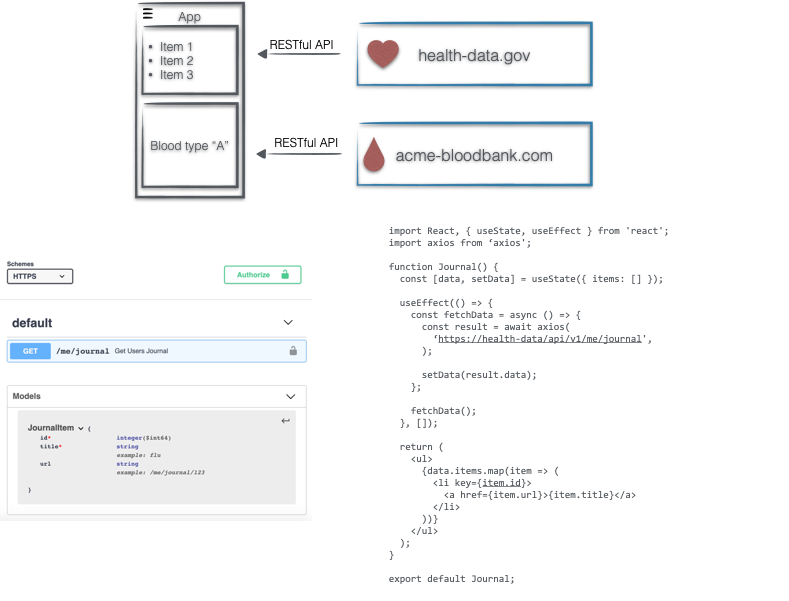 App
RESTful API
health-data.gov
• Item 1
• Item 2
• Item 3
Blood type “A”
RESTful API
acme-bloodbank.com
Schemes
HTTPS
Authorize
default
GET /me/journal Get Users Journal
Models
JournalItem {
id* integer($int64)
title* string
example: flu
url string
example: /me/journal/123
}
import React, { useState, useEffect } from 'react';
import axios from ‘axios';
function Journal() {
const [data, setData] = useState({ items: [] });
useEffect(() => {
const fetchData = async () => {
const result = await axios(
‘https://health-data/api/v1/me/journal',
);
setData(result.data);
};
fetchData();
}, []);
return (
<ul>
{data.items.map(item => (
<li key={item.id}>
<a href={item.url}>{item.title}</a>
</li>
))}
</ul>
);
}
export default Journal;